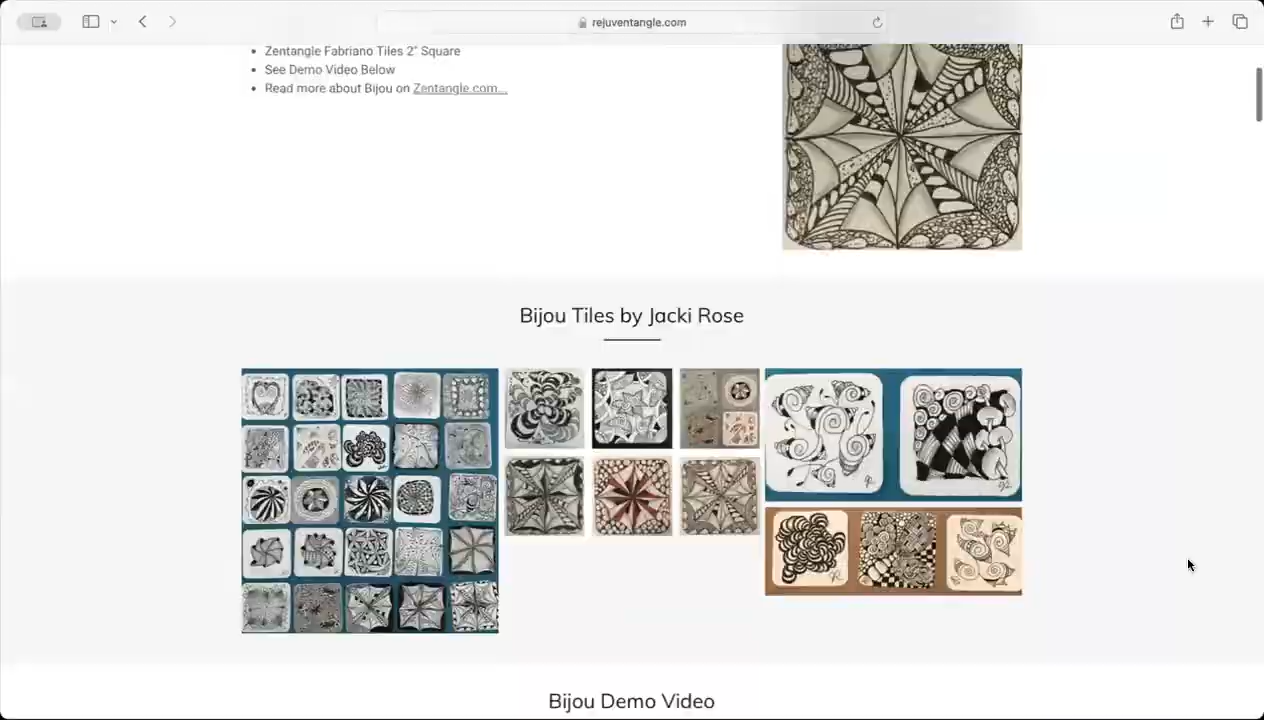 rejuventangle.com
Zentangle Fabriano Tiles 2" Square
See Demo Video Below
Read more about Bijou on Zentangle.com...
Bijou Tiles by Jacki Rose
Bijou Demo Video